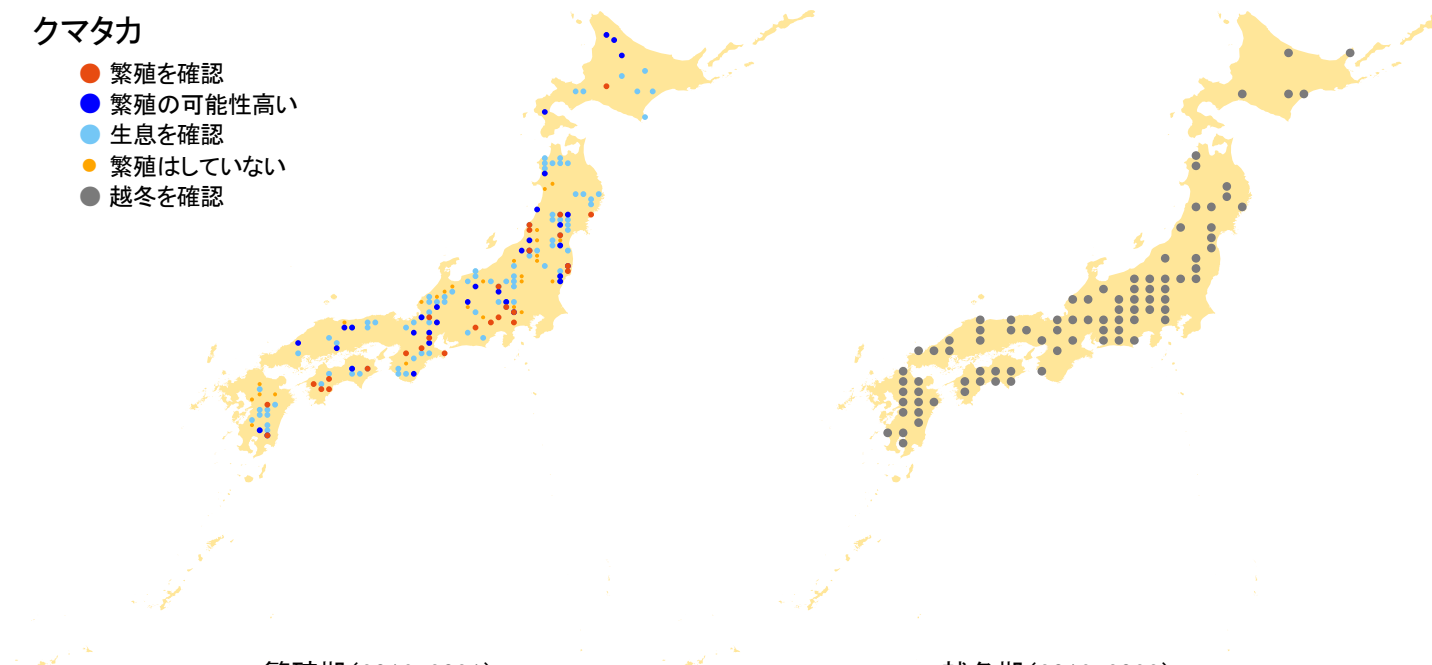 クマタカ
繁殖を確認
繁殖の可能性高い
生息を確認
繁殖はしていない
越冬を確認